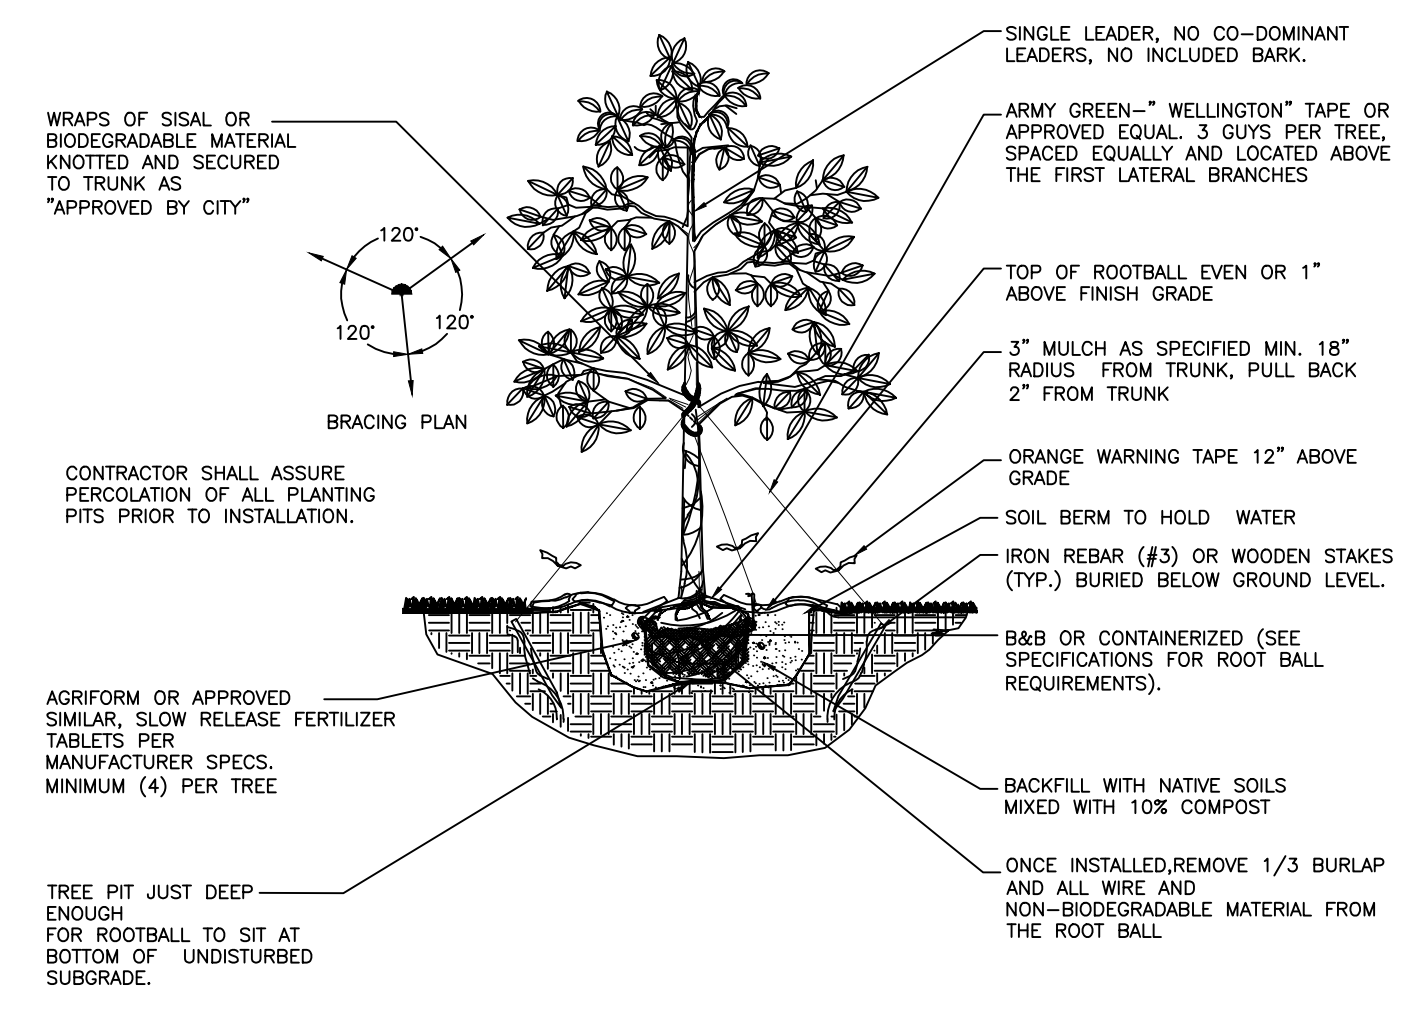 SINGLE LEADER, NO CO-DOMINANT
LEADERS, NO INCLUDED BARK.
ARMY GREEN-" WELLINGTON" TAPE OR
APPROVED EQUAL. 3 GUYS PER TREE,
SPACED EQUALLY AND LOCATED ABOVE
THE FIRST LATERAL BRANCHES
WRAPS OF SISAL OR
BIODEGRADABLE MATERIAL
KNOTTED AND SECURED
TO TRUNK AS
"APPROVED BY CITY"
120°
120°
120°
BRACING PLAN
TOP OF ROOTBALL EVEN OR 1"
ABOVE FINISH GRADE
3" MULCH AS SPECIFIED MIN. 18"
RADIUS FROM TRUNK, PULL BACK
2" FROM TRUNK
CONTRACTOR SHALL ASSURE
PERCOLATION OF ALL PLANTING
PITS PRIOR TO INSTALLATION.
ORANGE WARNING TAPE 12" ABOVE
GRADE
SOIL BERM TO HOLD WATER
IRON REBAR (#3) OR WOODEN STAKES
(TYP.) BURIED BELOW GROUND LEVEL.
B&B OR CONTAINERIZED (SEE
SPECIFICATIONS FOR ROOT BALL
REQUIREMENTS).
AGRIFORM OR APPROVED
SIMILAR, SLOW RELEASE FERTILIZER
TABLETS PER
MANUFACTURER SPECS.
MINIMUM (4) PER TREE
BACKFILL WITH NATIVE SOILS
MIXED WITH 10% COMPOST
ONCE INSTALLED,REMOVE 1/3 BURLAP
AND ALL WIRE AND
NON-BIODEGRADABLE MATERIAL FROM
THE ROOT BALL
TREE PIT JUST DEEP
ENOUGH
FOR ROOTBALL TO SIT AT
BOTTOM OF UNDISTURBED
SUBGRADE.